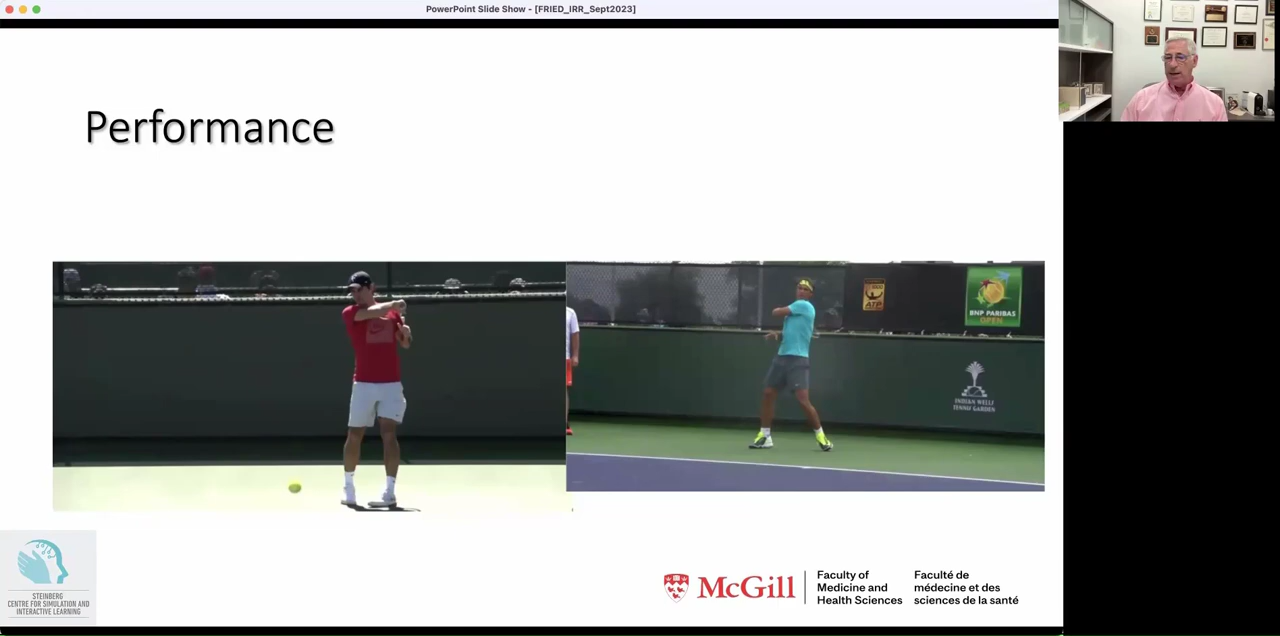 PowerPoint Slide Show - [FRIED_IRR_Sept2023]
Performance
ATP
BNP PARIBAS
OPEN
INDIAN WELLS
TENNIS GARDEN
STEINBERG
CENTRE FOR SIMULATION AND
INTERACTIVE LEARNING
McGill
Faculty of
Medicine and
Health Sciences
Faculté de
médecine et des
sciences de la santé